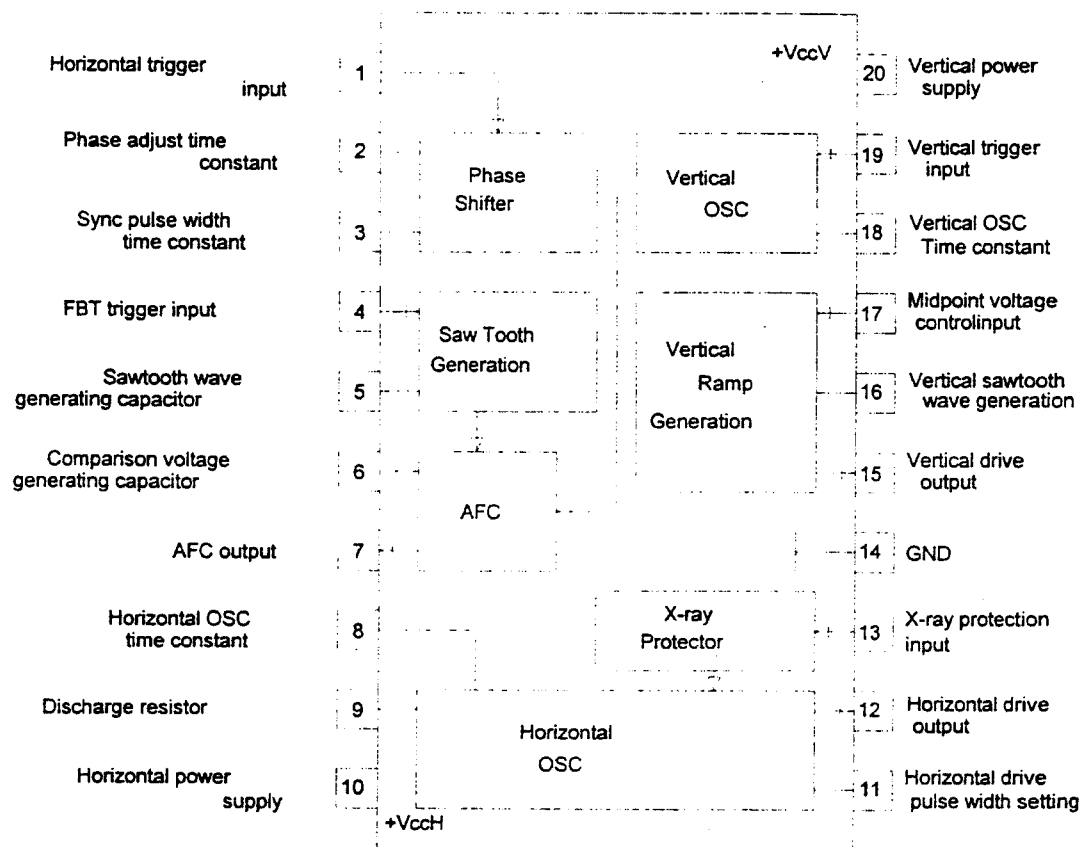 Horizontal trigger
input
1
Phase adjust time
constant
2
Sync pulse width
time constant
3
FBT trigger input
4
Sawtooth wave
generating capacitor
5
Comparison voltage
generating capacitor
6
AFC output
7
Horizontal OSC
time constant
8
Discharge resistor
9
Horizontal power
supply
10
+VccH
Phase
Shifter
Saw Tooth
Generation
AFC
Vertical
OSC
Vertical
Ramp
Generation
X-ray
Protector
Horizontal
OSC
+VccV
20
Vertical power
supply
19
Vertical trigger
input
18
Vertical OSC
Time constant
17
Midpoint voltage
controlinput
16
Vertical sawtooth
wave generation
15
Vertical drive
output
14
GND
13
X-ray protection
input
12
Horizontal drive
output
11
Horizontal drive
pulse width setting